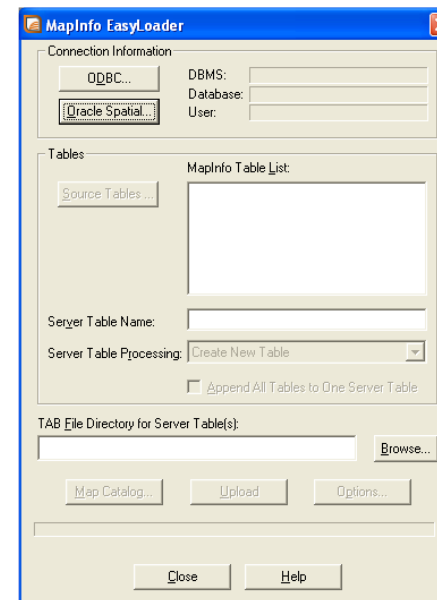 MapInfo EasyLoader
Connection Information
ODBC...
DBMS:
Database:
Oracle Spatial...
User:
Tables
MapInfo Table List:
Source Tables ...
Server Table Name:
Server Table Processing: Create New Table
Append All Tables to One Server Table
TAB File Directory for Server Table(s):
Browse...
Map Catalog... Upload Options...
Close Help